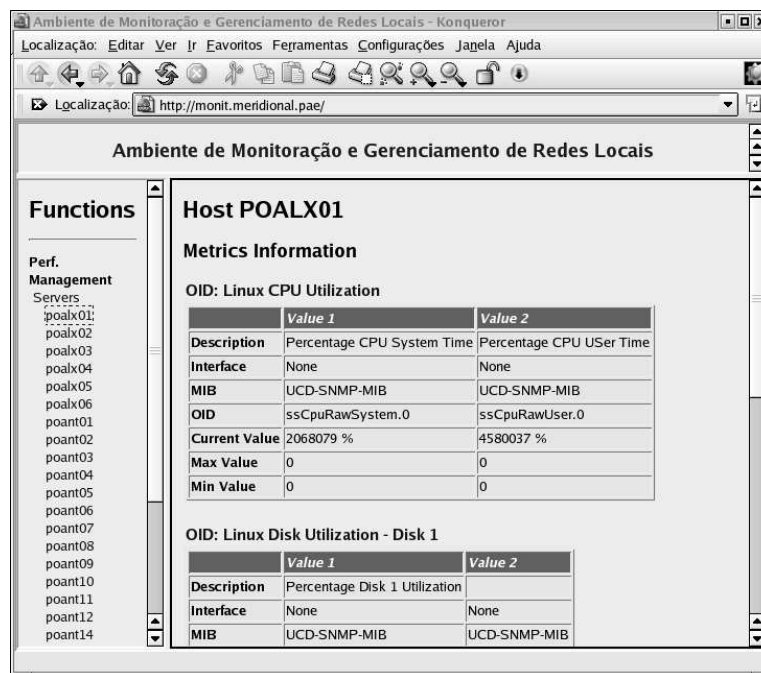 Ambiente de Monitoração e Gerenciamento de Redes Locais - Konqueror
Localização: Editar Ver Ir Favoritos Ferramentas Configurações Janela Ajuda
Localização: http://monit.meridional.pae/
Ambiente de Monitoração e Gerenciamento de Redes Locais
Functions
Perf.
Management
Servers
poalx01
poalx02
poalx03
poalx04
poalx05
poalx06
poant01
poant02
poant03
poant04
poant05
poant06
poant07
poant08
poant09
poant10
poant11
poant12
poant14
Host POALX01
Metrics Information
OID: Linux CPU Utilization
Value 1 Value 2
Description Percentage CPU System Time Percentage CPU USer Time
Interface None None
MIB UCD-SNMP-MIB UCD-SNMP-MIB
OID ssCpuRawSystem.0 ssCpuRawUser.0
Current Value 2068079 % 4580037 %
Max Value 0 0
Min Value 0 0
OID: Linux Disk Utilization - Disk 1
Value 1 Value 2
Description Percentage Disk 1 Utilization
Interface None None
MIB UCD-SNMP-MIB UCD-SNMP-MIB